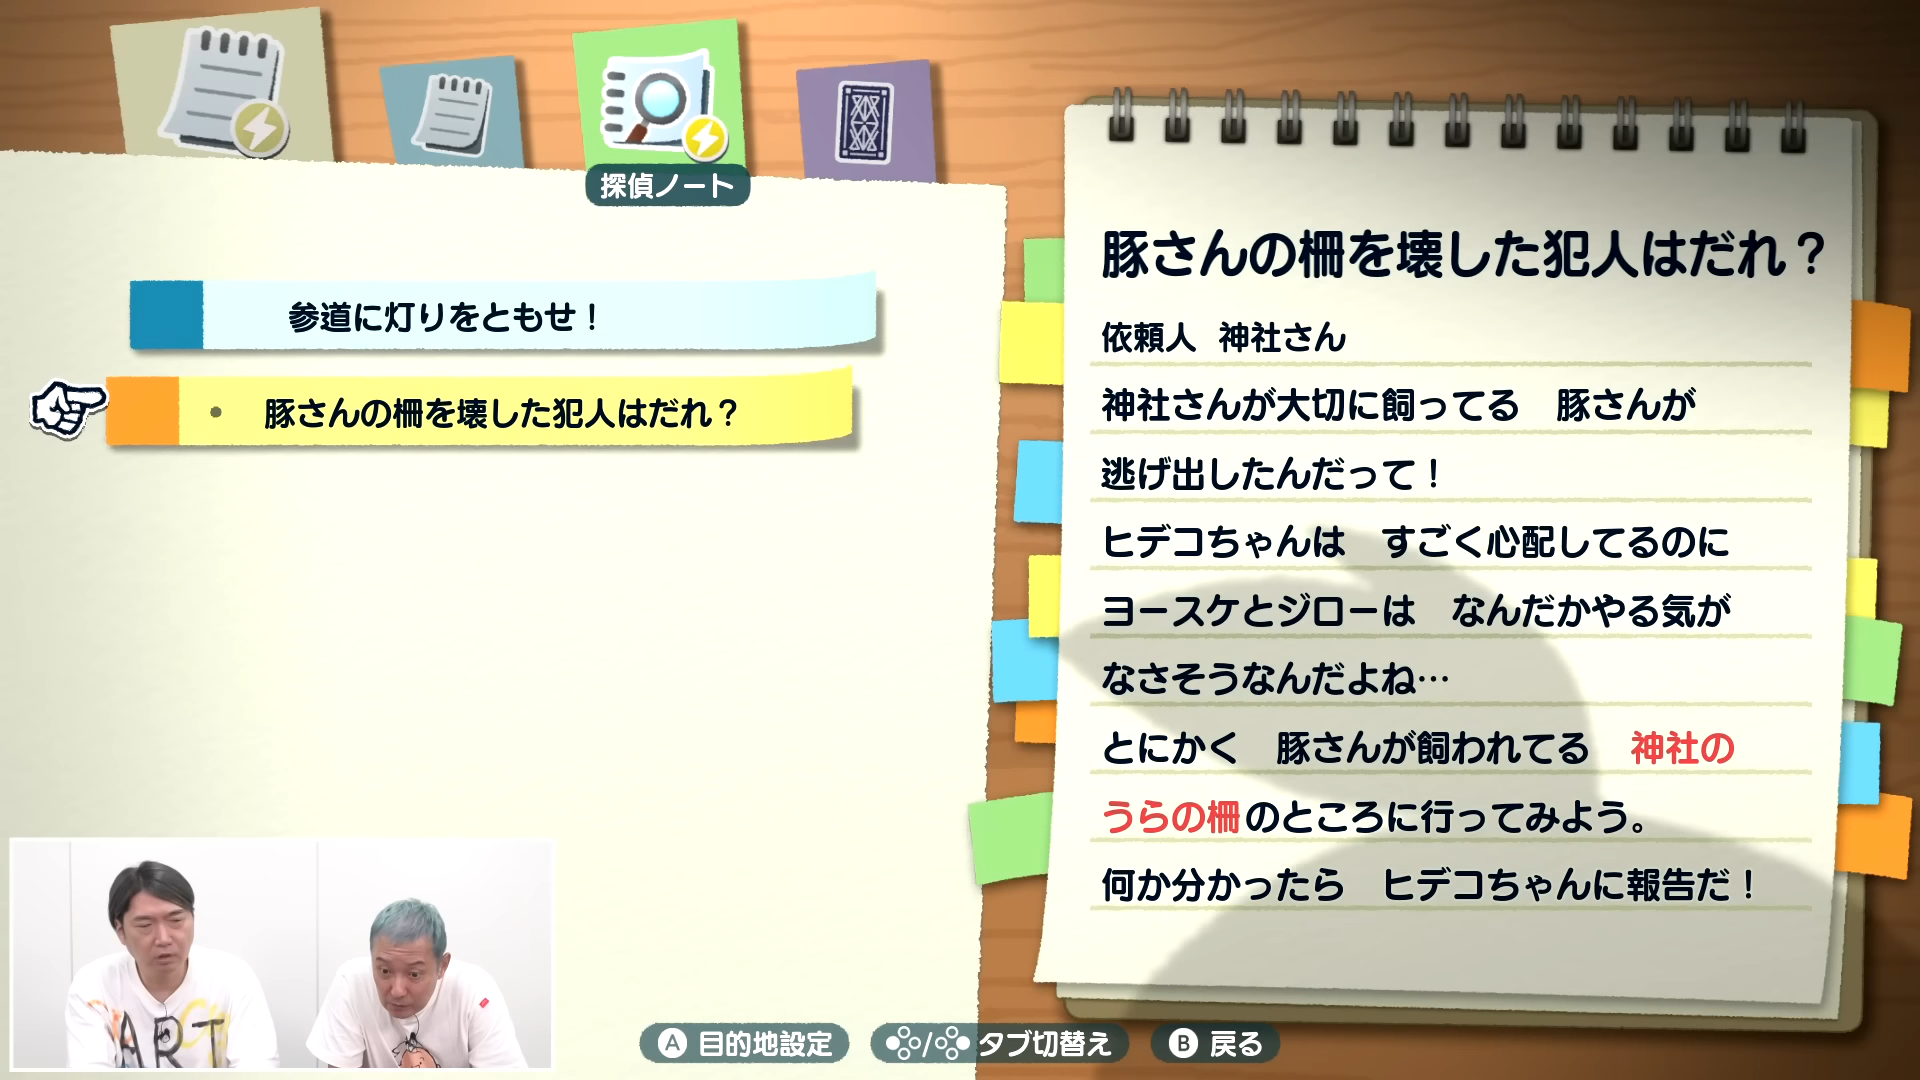 探偵ノート
参道に灯りをともせ！
豚さんの柵を壊した犯人はだれ？
豚さんの柵を壊した犯人はだれ？
依頼人 神社さん
神社さんが大切に飼ってる　豚さんが
逃げ出したんだって！
ヒデコちゃんは　すごく心配してるのに
ヨースケとジローは　なんだかやる気が
なさそうなんだよね…
とにかく　豚さんが飼われてる　神社の
うらの柵のところに行ってみよう。
何か分かったら　ヒデコちゃんに報告だ！
ART
A 目的地設定
/ タブ切替え
B 戻る